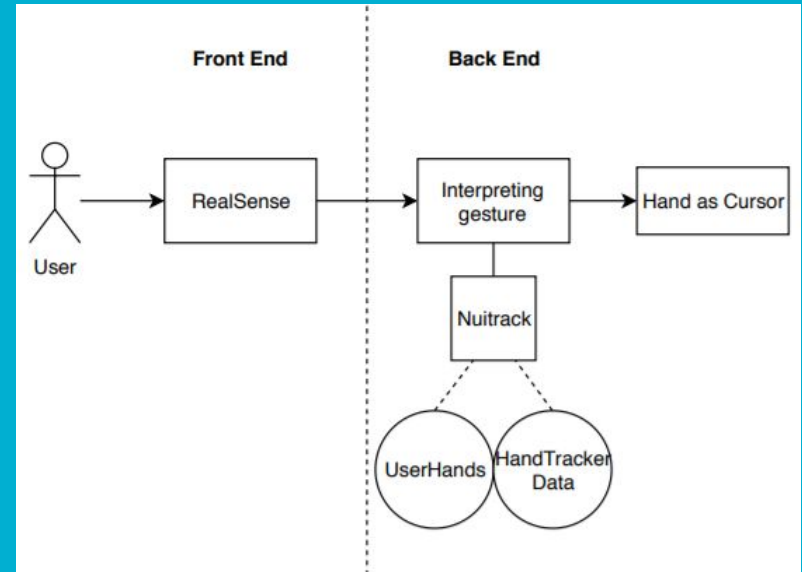 Front End
Back End
User
RealSense
Interpreting
gesture
Hand as Cursor
Nuitrack
UserHands
HandTracker
Data